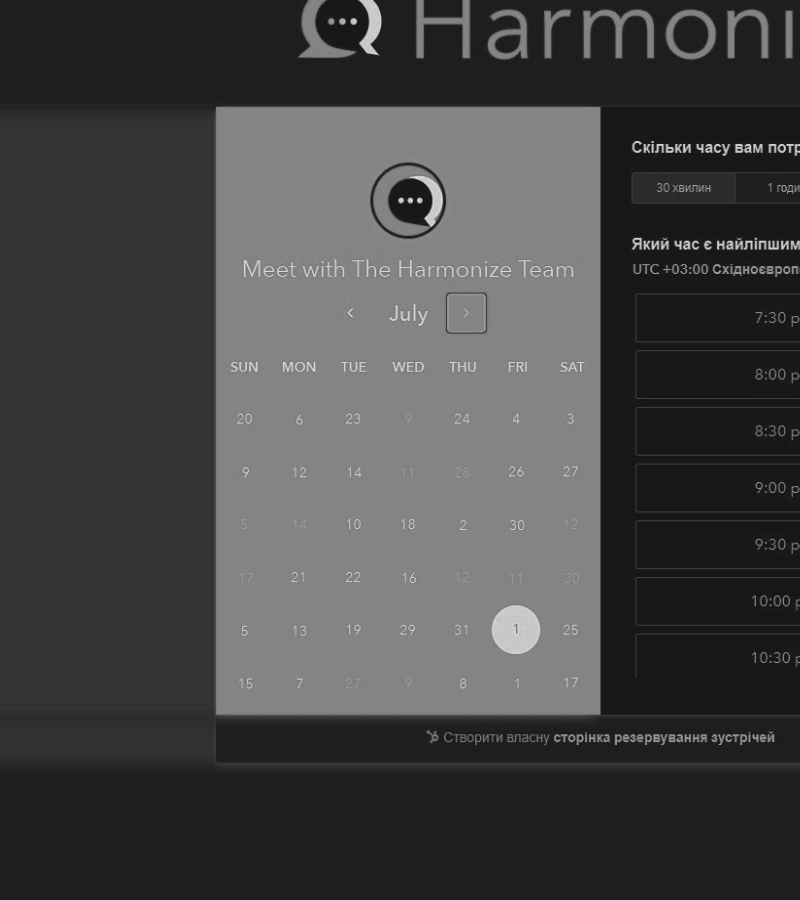 Harmoni
Meet with The Harmonize Team
July
SUN MON TUE WED THU FRI SAT
20 6 23 9 24 4 3
9 12 14 11 28 26 27
5 14 10 18 2 30 12
17 21 22 16 12 11 30
5 13 19 29 31 1 25
15 7 27 9 8 1 17
Скільки часу вам потр
30 хвилин 1 годи
Який час є найліпшим
UTC +03:00 Східноєвроп
7:30 p
8:00 p
8:30 p
9:00 p
9:30 p
10:00 p
10:30 p
Створити власну сторінка резервування зустрічей